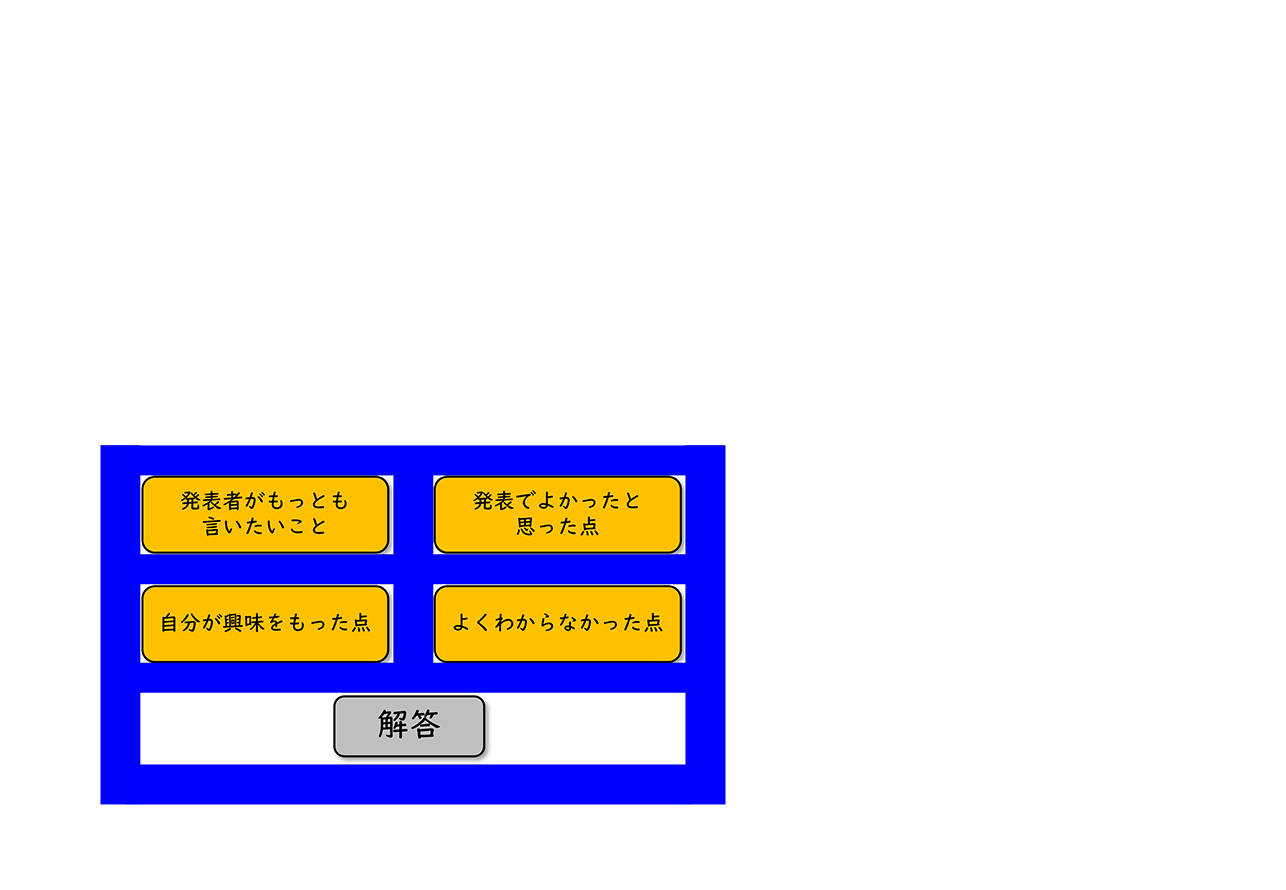 発表者がもっとも
言いたいこと
発表でよかったと
思った点
自分が興味をもった点
よくわからなかった点
解答